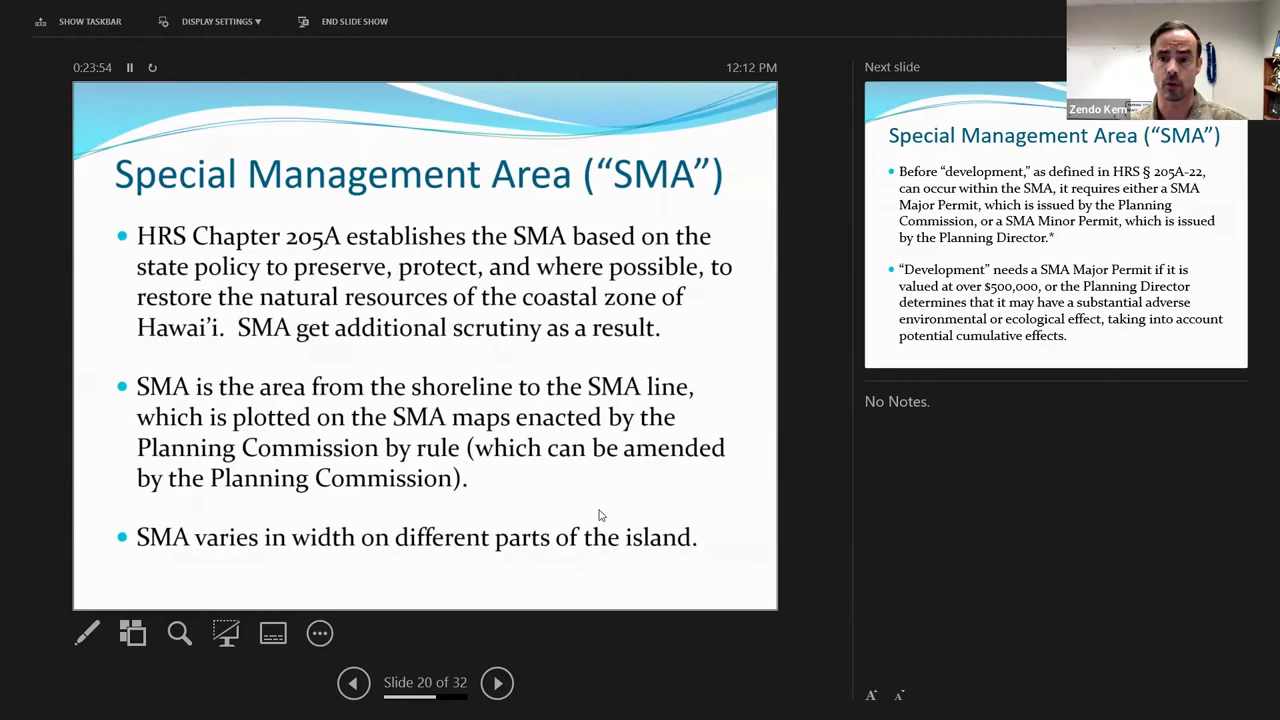 SHOW TASKBAR
DISPLAY SETTINGS ▼
END SLIDE SHOW
0:23:54
12:12 PM
Special Management Area (“SMA”)
• HRS Chapter 205A establishes the SMA based on the
state policy to preserve, protect, and where possible, to
restore the natural resources of the coastal zone of
Hawai’i.  SMA get additional scrutiny as a result.
• SMA is the area from the shoreline to the SMA line,
which is plotted on the SMA maps enacted by the
Planning Commission by rule (which can be amended
by the Planning Commission).
• SMA varies in width on different parts of the island.
Slide 20 of 32
Next slide
Zendo Kern
Special Management Area (“SMA”)
• Before “development,” as defined in HRS § 205A-22,
can occur within the SMA, it requires either a SMA
Major Permit, which is issued by the Planning
Commission, or a SMA Minor Permit, which is issued
by the Planning Director.*
• “Development” needs a SMA Major Permit if it is
valued at over $500,000, or the Planning Director
determines that it may have a substantial adverse
environmental or ecological effect, taking into account
potential cumulative effects.
No Notes.
A A